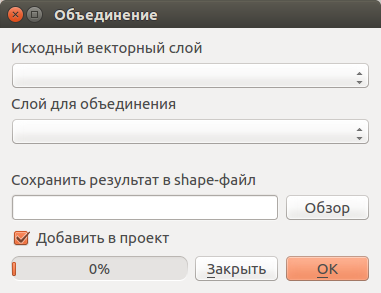 Объединение
Исходный векторный слой
Слой для объединения
Сохранить результат в shape-файл
Обзор
Добавить в проект
0%
Закрыть
OK